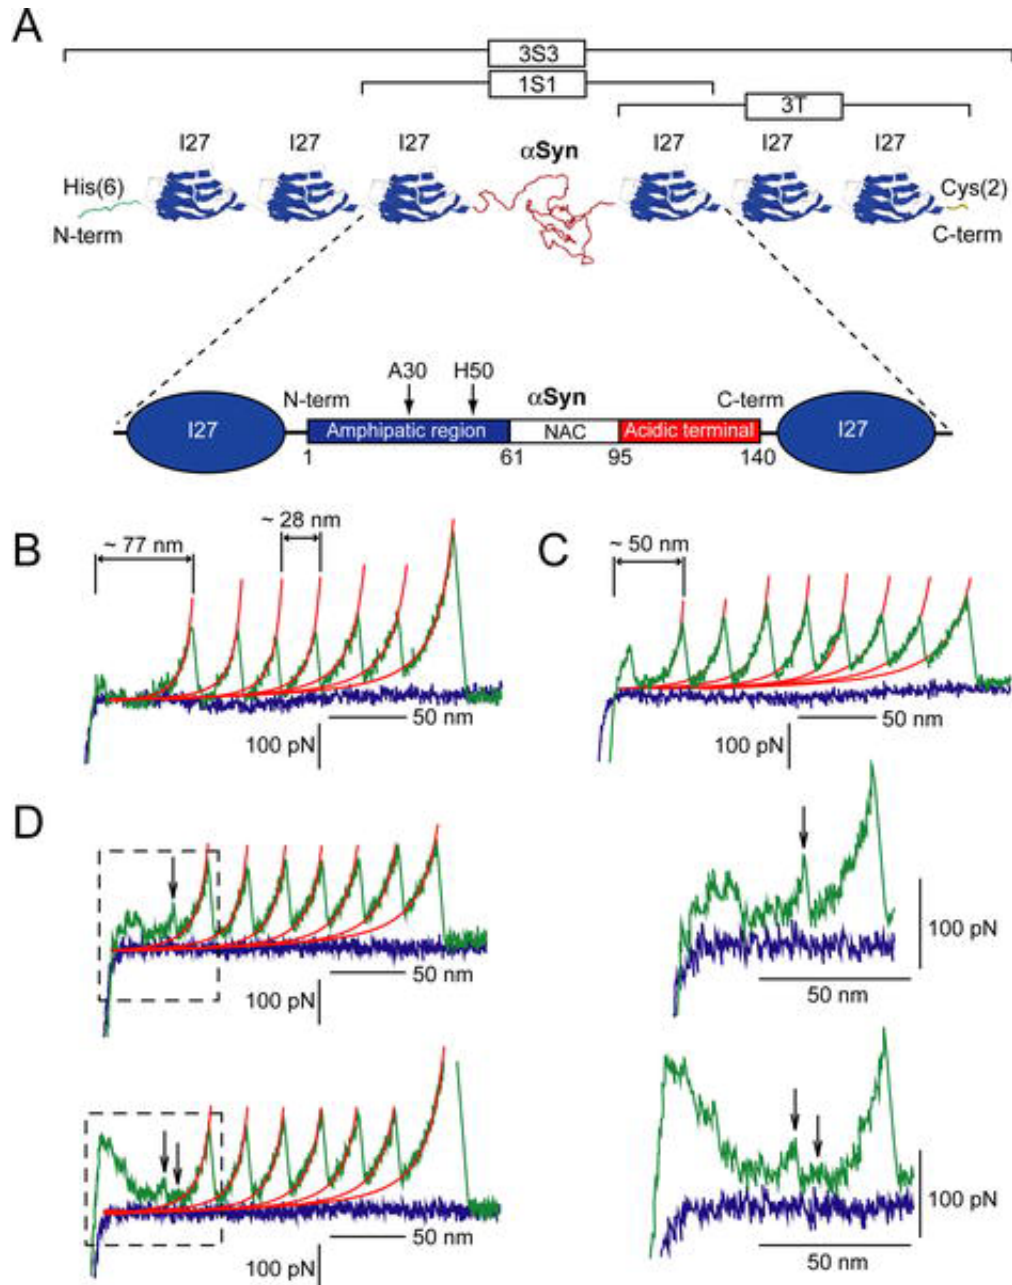 A
3S3
1S1
3T
I27 I27 I27 αSyn I27 I27 I27
His(6) Cys(2)
N-term C-term
A30 H50
N-term αSyn C-term
I27 Amphipatic region NAC Acidic terminal I27
1 61 95 140
B
~ 77 nm
~ 28 nm
50 nm
100 pN
C
~ 50 nm
50 nm
100 pN
D
50 nm
100 pN
100 pN
50 nm
50 nm
100 pN
100 pN
50 nm